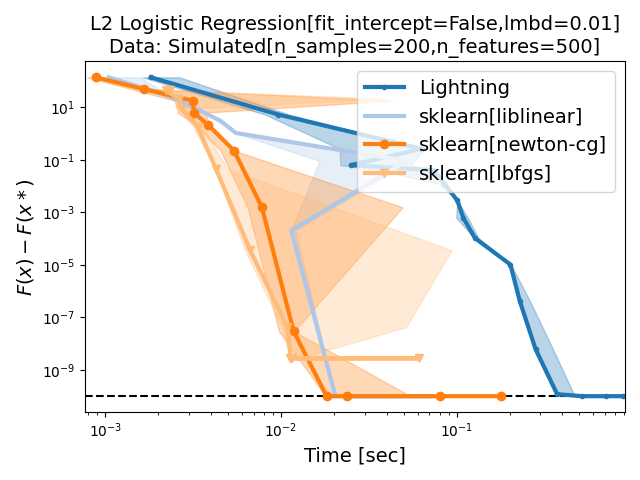 L2 Logistic Regression[fit_intercept=False,lmbd=0.01]
Data: Simulated[n_samples=200,n_features=500]
Lightning
sklearn[liblinear]
sklearn[newton-cg]
sklearn[lbfgs]
F(x) − F(x*)
10¹
10⁻¹
10⁻³
10⁻⁵
10⁻⁷
10⁻⁹
10⁻³
10⁻²
10⁻¹
Time [sec]